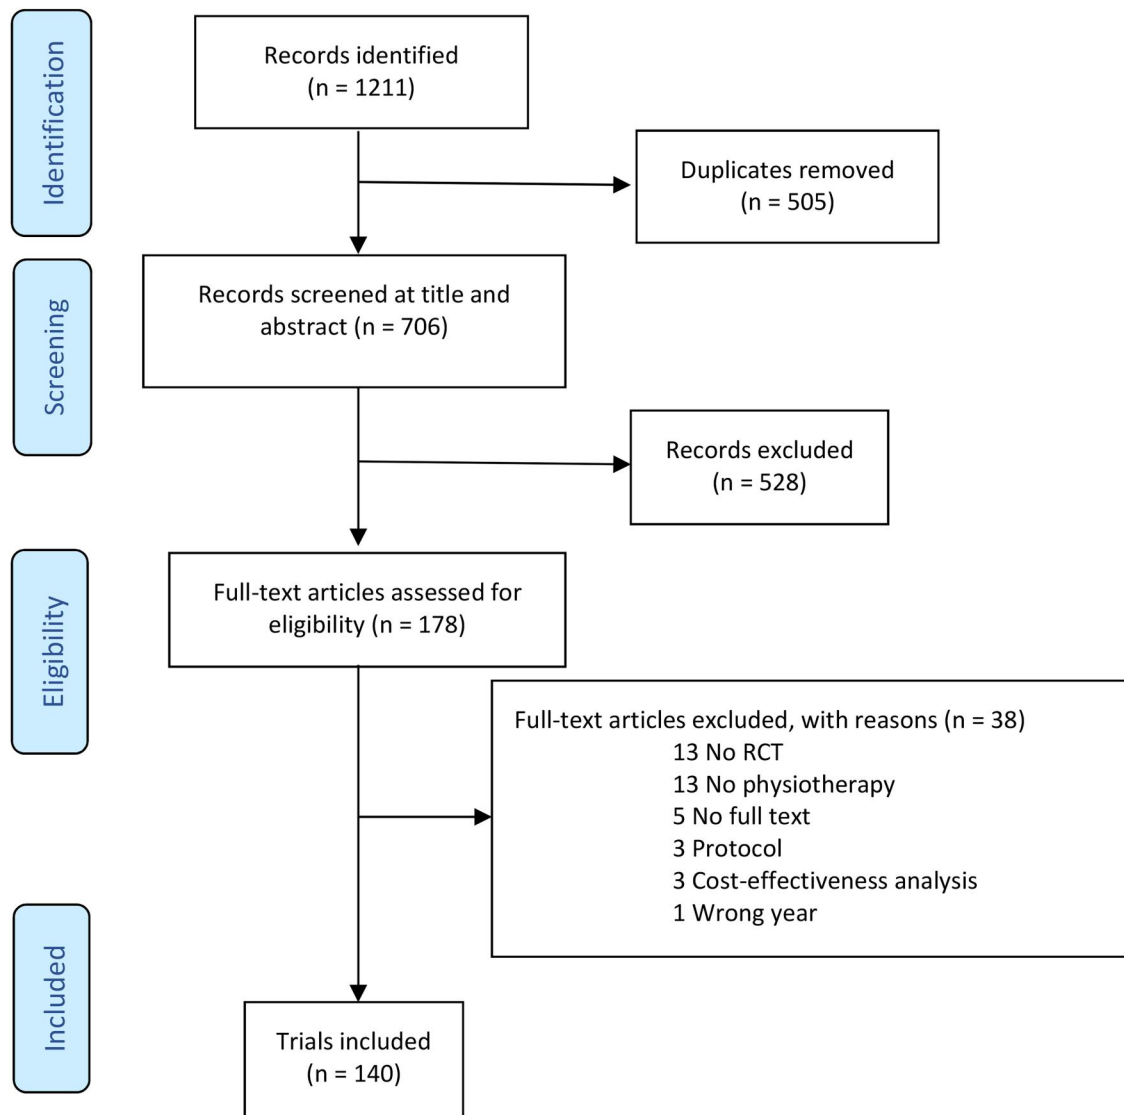 Identification
Records identified
(n = 1211)
Duplicates removed
(n = 505)
Screening
Records screened at title and
abstract (n = 706)
Records excluded
(n = 528)
Eligibility
Full-text articles assessed for
eligibility (n = 178)
Full-text articles excluded, with reasons (n = 38)
13 No RCT
13 No physiotherapy
5 No full text
3 Protocol
3 Cost-effectiveness analysis
1 Wrong year
Included
Trials included
(n = 140)